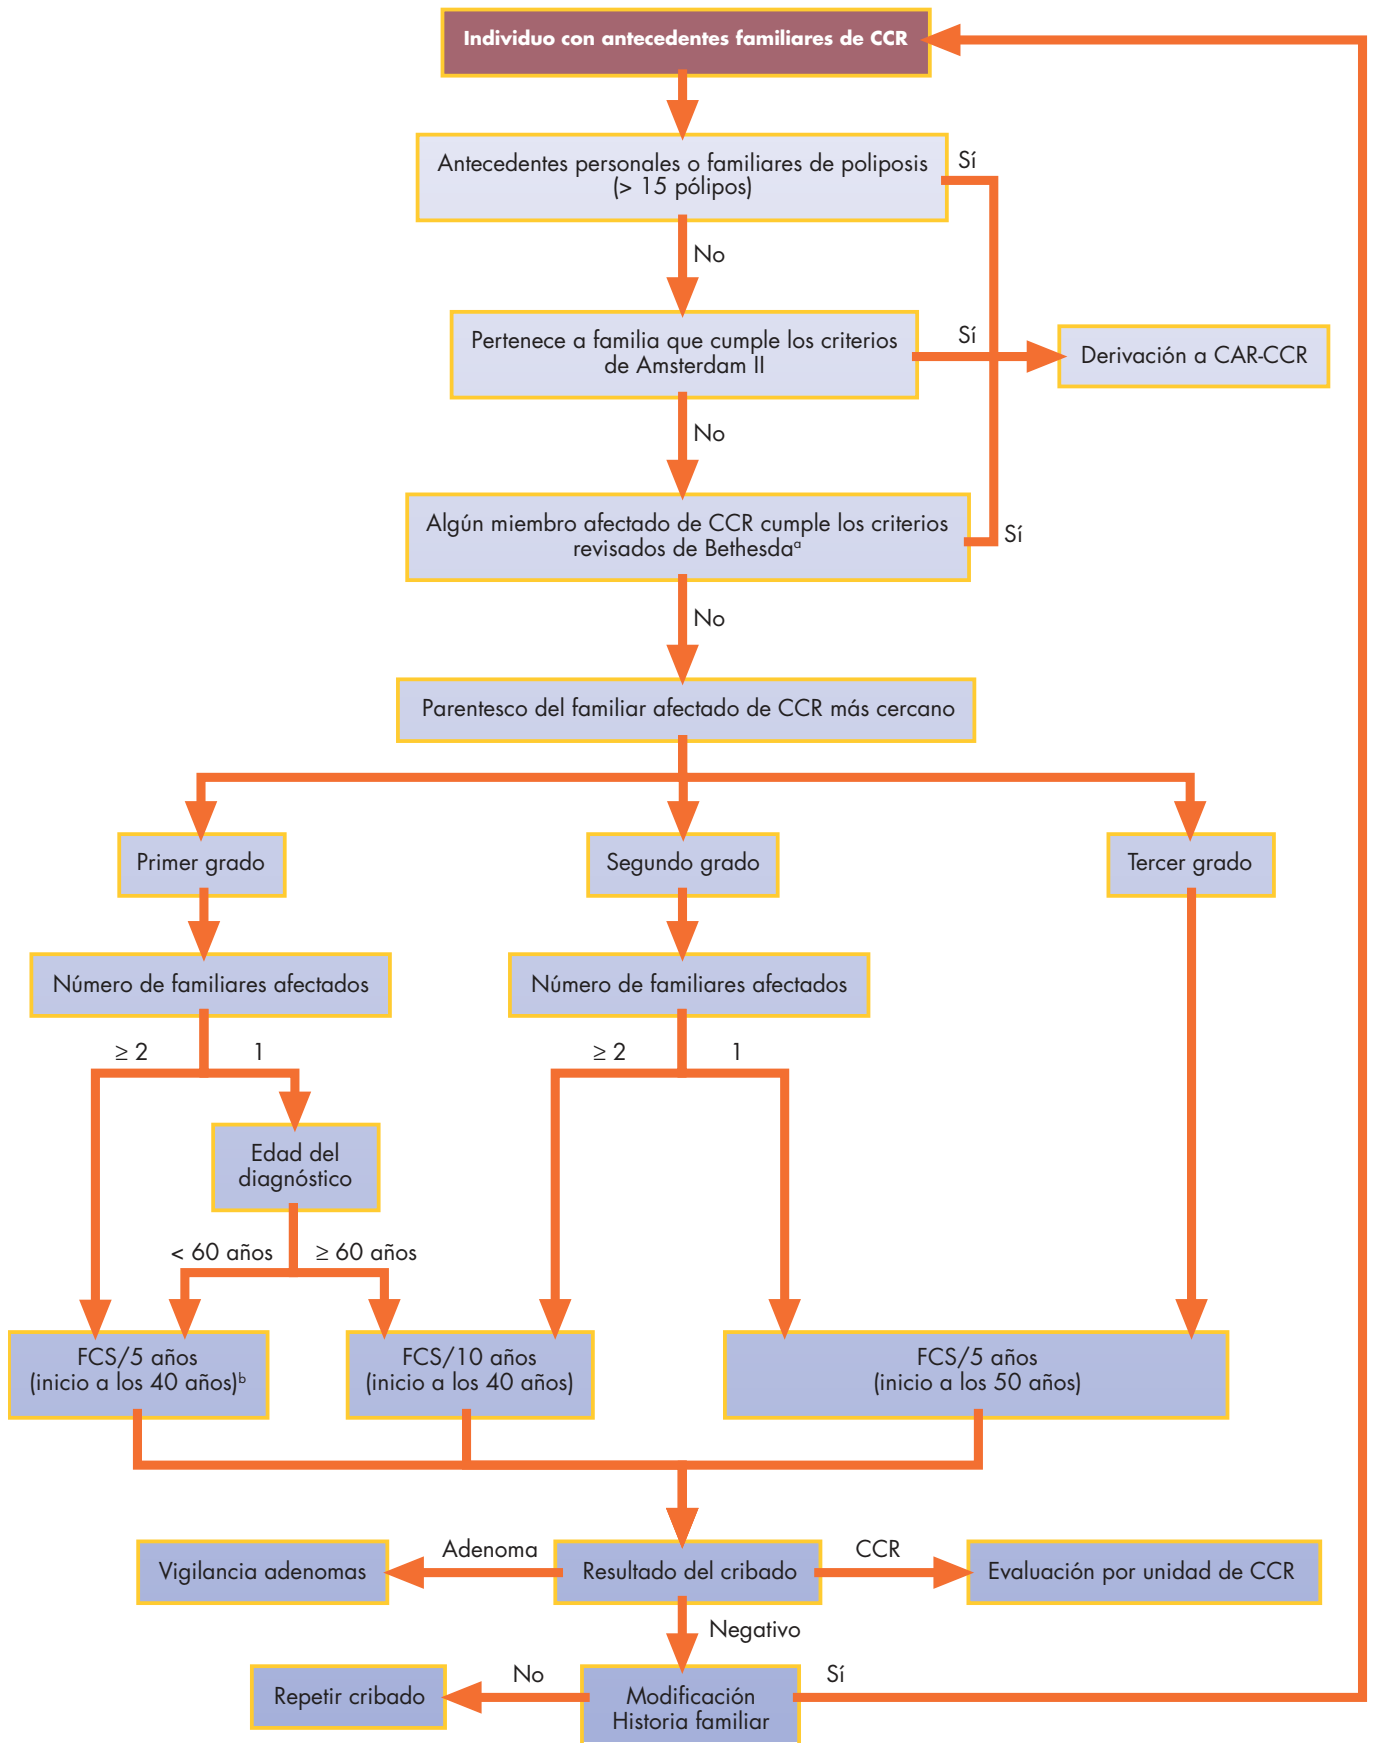 Individuo con antecedentes familiares de CCR
Antecedentes personales o familiares de poliposis
(> 15 pólipos)
Sí
No
Pertenece a familia que cumple los criterios
de Amsterdam II
Sí
Derivación a CAR-CCR
No
Algún miembro afectado de CCR cumple los criterios
revisados de Bethesdaᵃ
Sí
No
Parentesco del familiar afectado de CCR más cercano
Primer grado
Segundo grado
Tercer grado
Número de familiares afectados
Número de familiares afectados
≥ 2
1
≥ 2
1
Edad del
diagnóstico
< 60 años
≥ 60 años
FCS/5 años
(inicio a los 40 años)ᵇ
FCS/10 años
(inicio a los 40 años)
FCS/5 años
(inicio a los 50 años)
Vigilancia adenomas
Adenoma
Resultado del cribado
CCR
Evaluación por unidad de CCR
Negativo
Repetir cribado
No
Modificación
Historia familiar
Sí